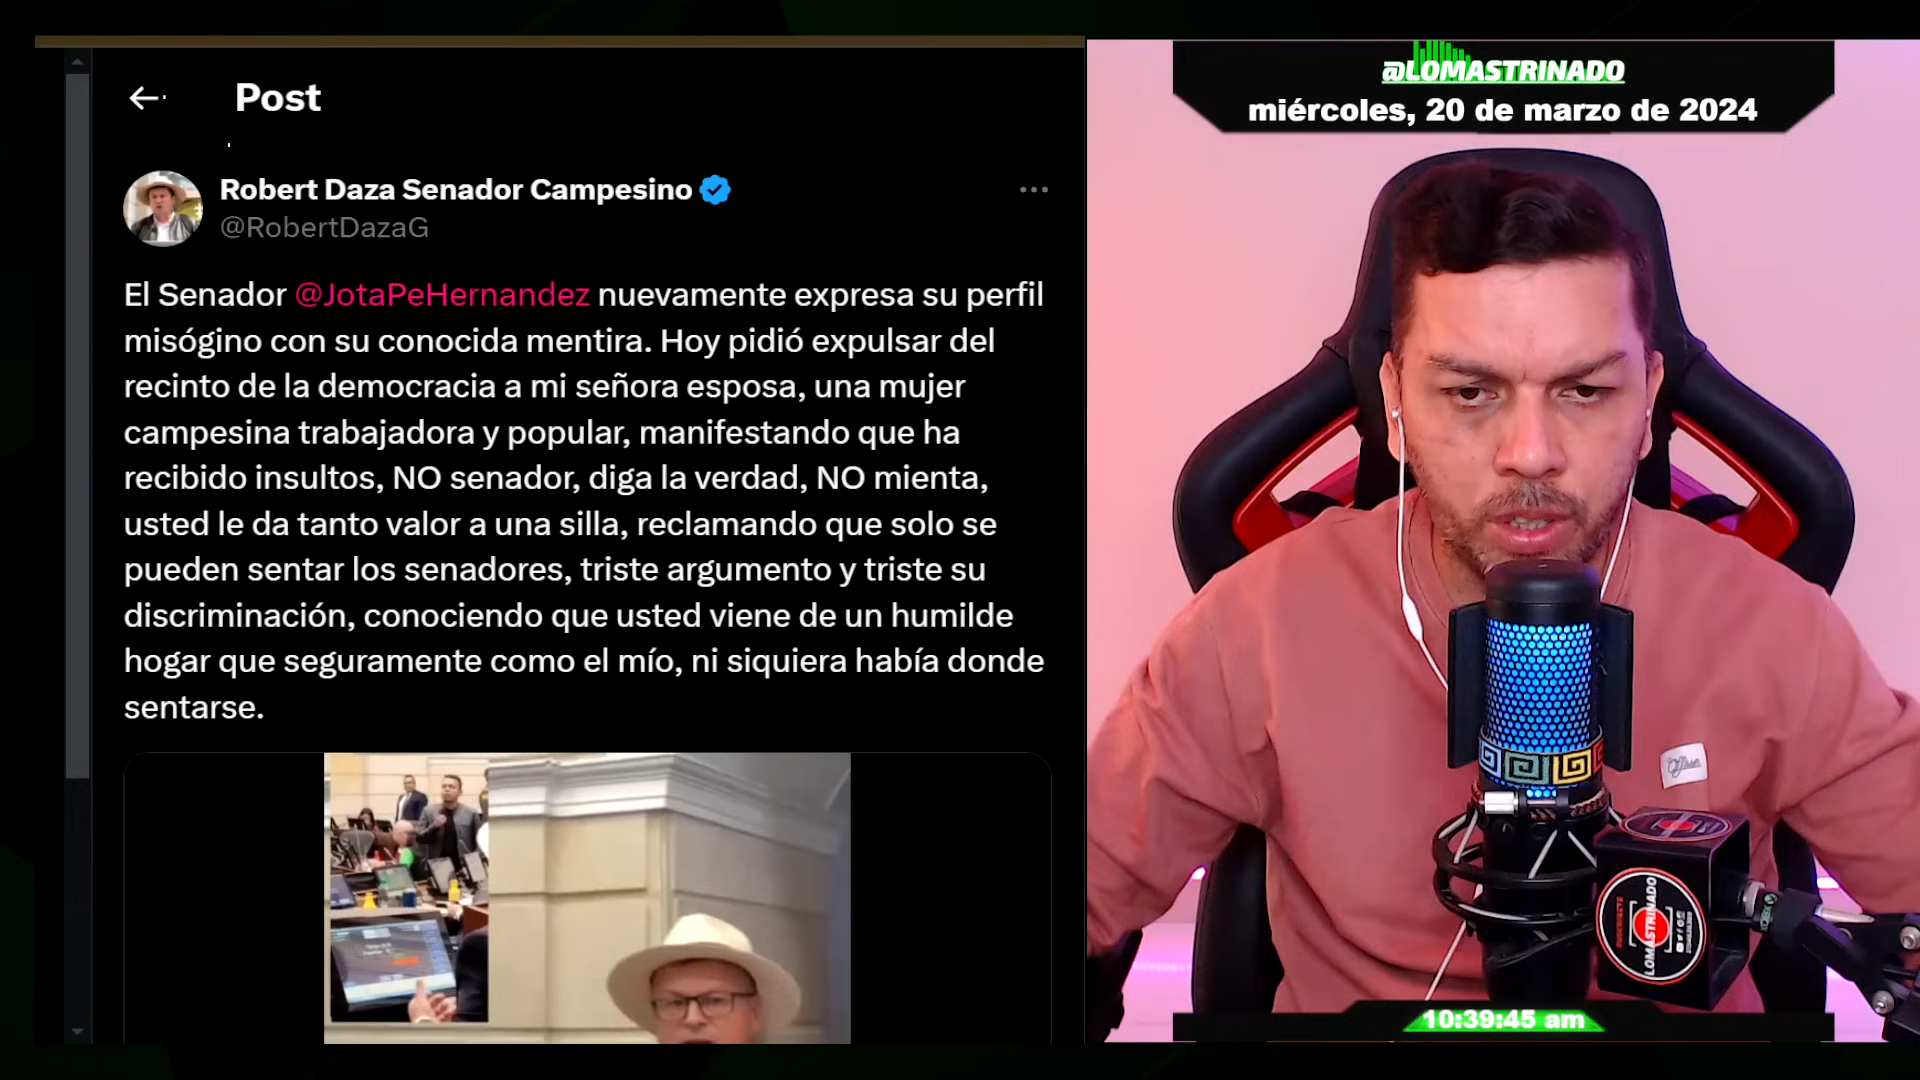 Post
Robert Daza Senador Campesino
@RobertDazaG
El Senador @JotaPeHernandez nuevamente expresa su perfil
misógino con su conocida mentira. Hoy pidió expulsar del
recinto de la democracia a mi señora esposa, una mujer
campesina trabajadora y popular, manifestando que ha
recibido insultos, NO senador, diga la verdad, NO mienta,
usted le da tanto valor a una silla, reclamando que solo se
pueden sentar los senadores, triste argumento y triste su
discriminación, conociendo que usted viene de un humilde
hogar que seguramente como el mío, ni siquiera había donde
sentarse.
@LOMASTRINADO
miércoles, 20 de marzo de 2024
LOMASTRINADO
10:39:45 am